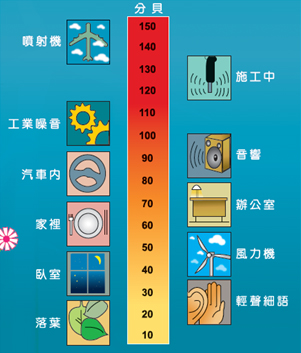 分貝
150
140
130
120
110
100
90
80
70
60
50
40
30
20
10
噴射機
工業噪音
汽車內
家裡
臥室
落葉
施工中
音響
辦公室
風力機
輕聲細語